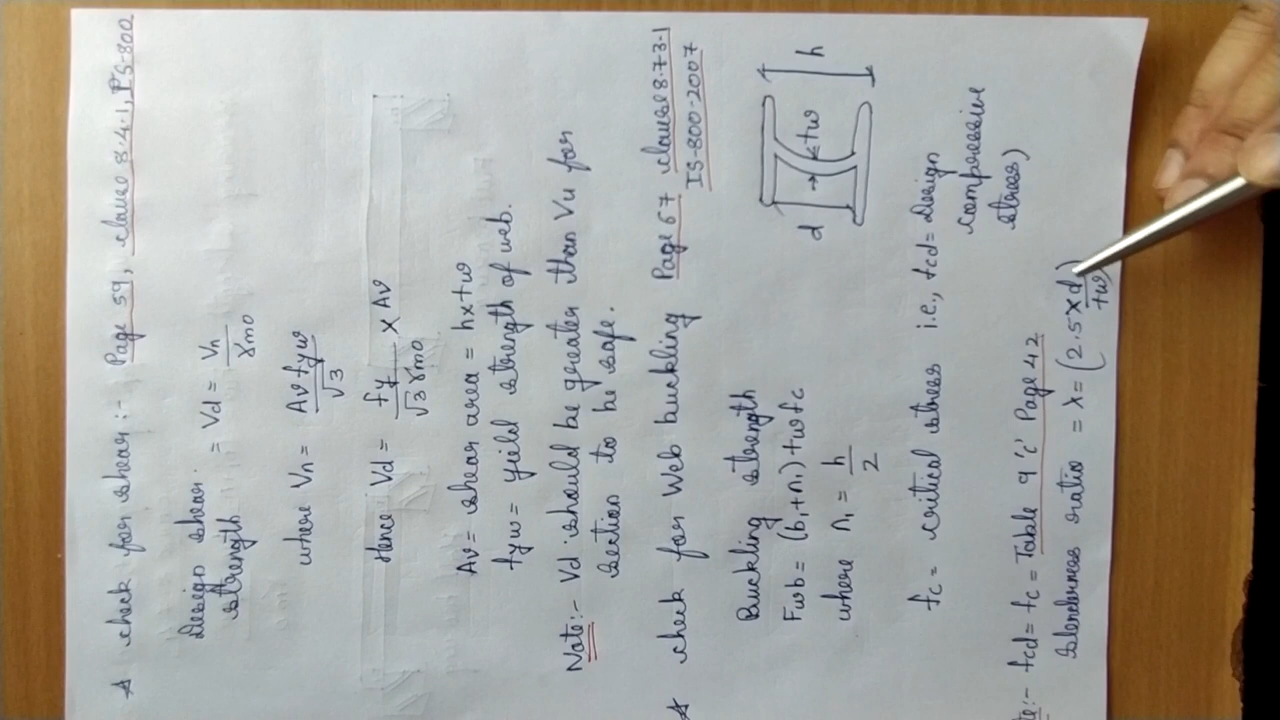 * check for shear :- Page 59, clause 8.4.1, IS-800
Design shear
strength = Vd = Vn / γmo
where Vn = Av fyw / √3
Hence Vd = fy / √3 γmo × Av
Av = shear area = h x tw
fyw = yield strength of web.
Note:- Vd should be greater than Vu for
section to be safe.
* check for Web buckling Page 67 clause 8.7.3.1
IS-800-2007
Buckling strength
Fwb = (b1+n1) tw fc
where n1 = h / 2
d tw h
fc = critical stress i.e., fcd = Design
compressive
stress)
te:- fcd = fc = Table 9 'c' Page 42
slenderness ratio = λ = (2.5 x d / tw)